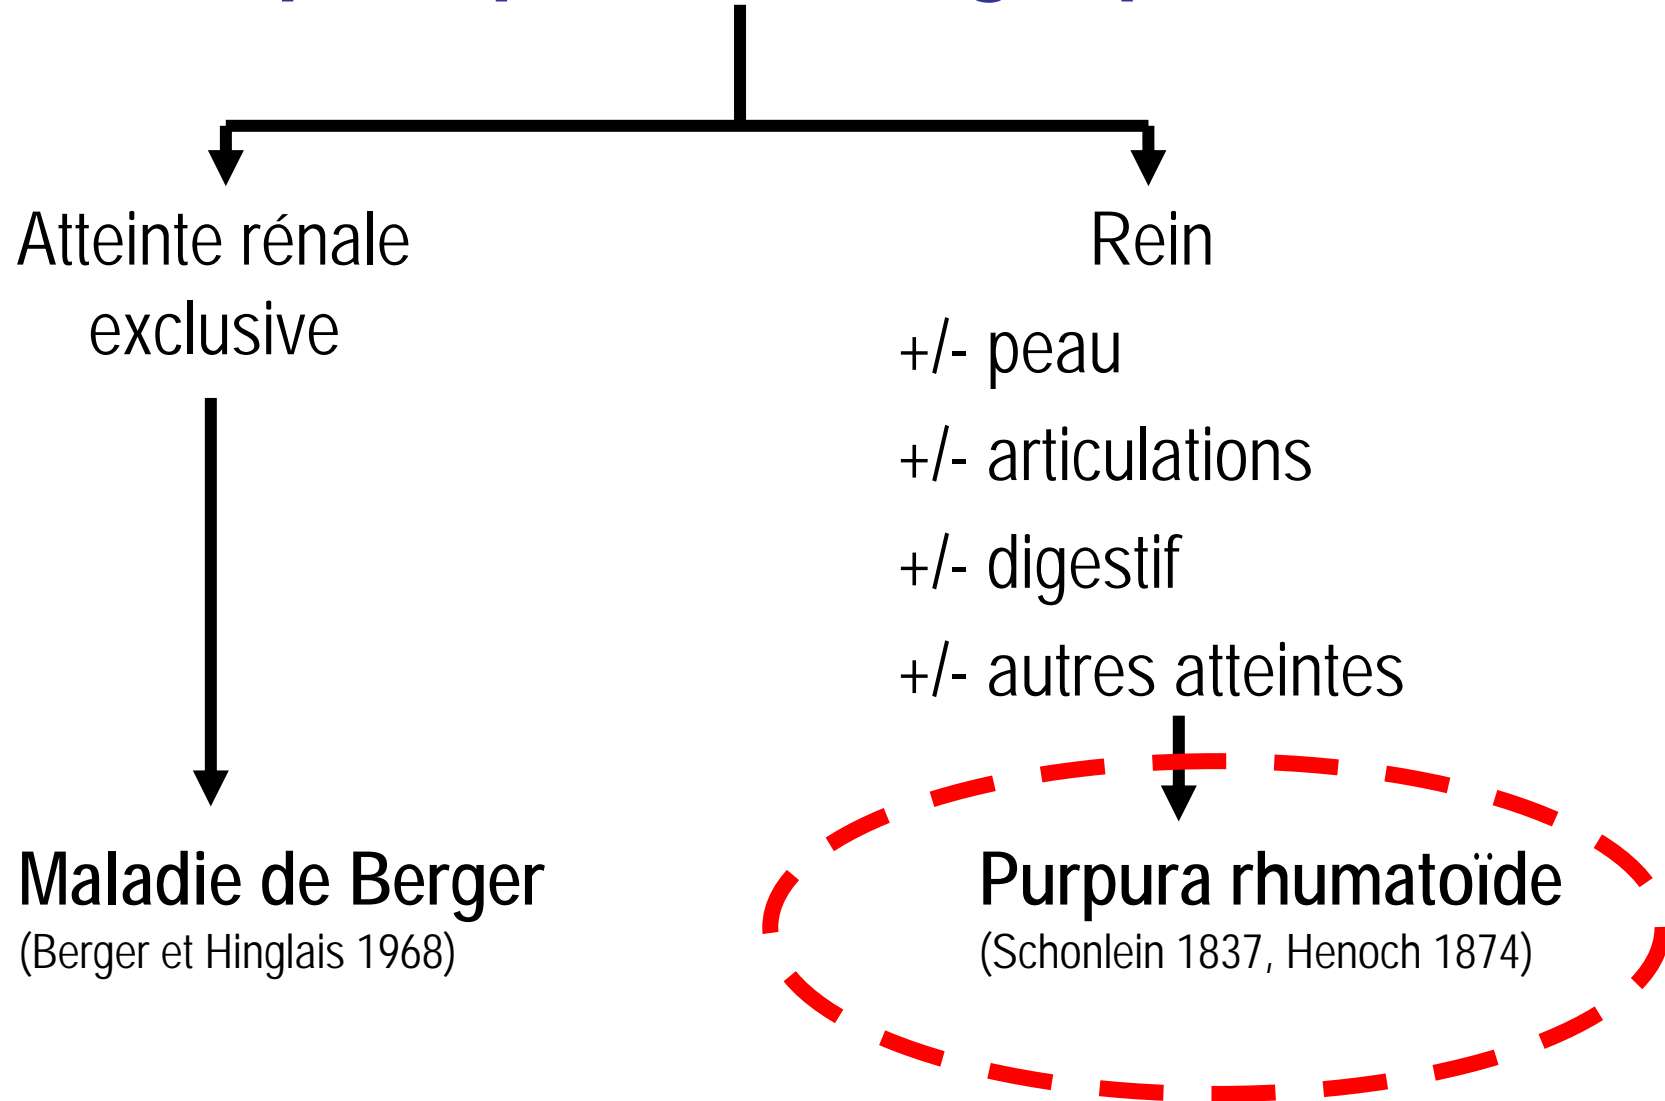 Atteinte rénale
exclusive
Rein
+/- peau
+/- articulations
+/- digestif
+/- autres atteintes
Maladie de Berger
(Berger et Hinglais 1968)
Purpura rhumatoïde
(Schonlein 1837, Henoch 1874)